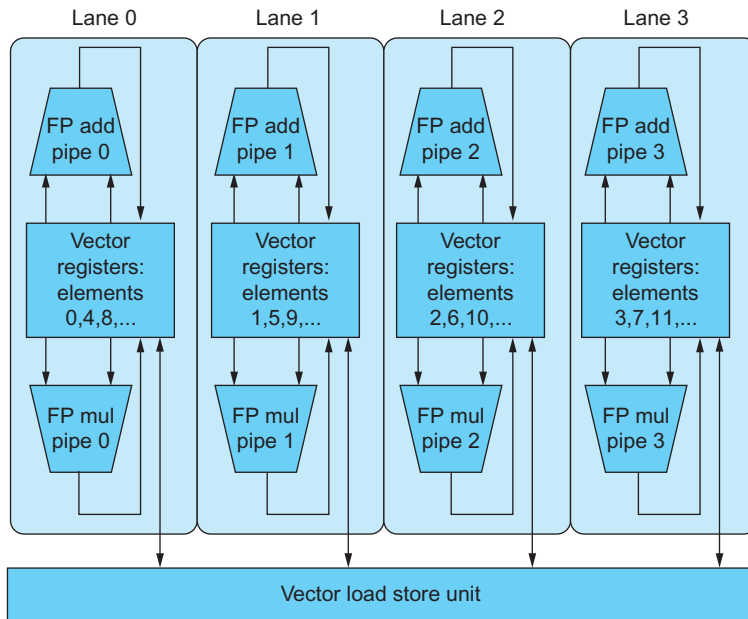 Lane 0
Lane 1
Lane 2
Lane 3
FP add
pipe 0
FP add
pipe 1
FP add
pipe 2
FP add
pipe 3
Vector
registers:
elements
0,4,8,...
Vector
registers:
elements
1,5,9,...
Vector
registers:
elements
2,6,10,...
Vector
registers:
elements
3,7,11,...
FP mul
pipe 0
FP mul
pipe 1
FP mul
pipe 2
FP mul
pipe 3
Vector load store unit